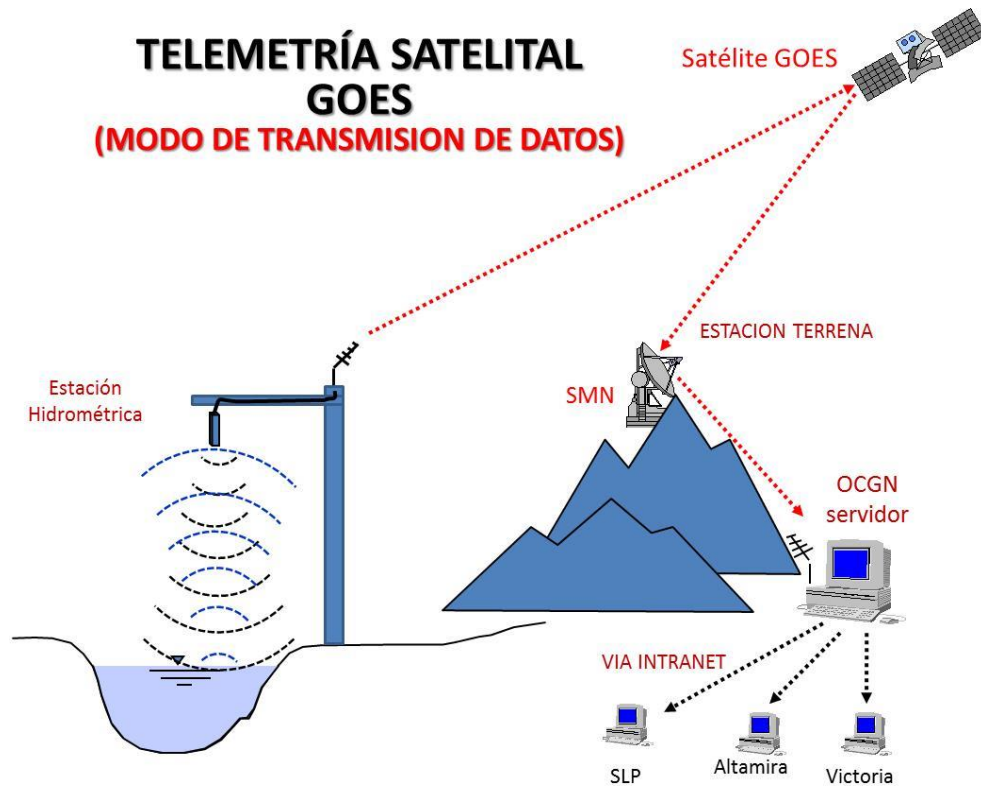 TELEMETRÍA SATELITAL
GOES
(MODO DE TRANSMISION DE DATOS)
Satélite GOES
ESTACION TERRENA
Estación
Hidrométrica
SMN
OCGN
servidor
VIA INTRANET
SLP
Altamira
Victoria